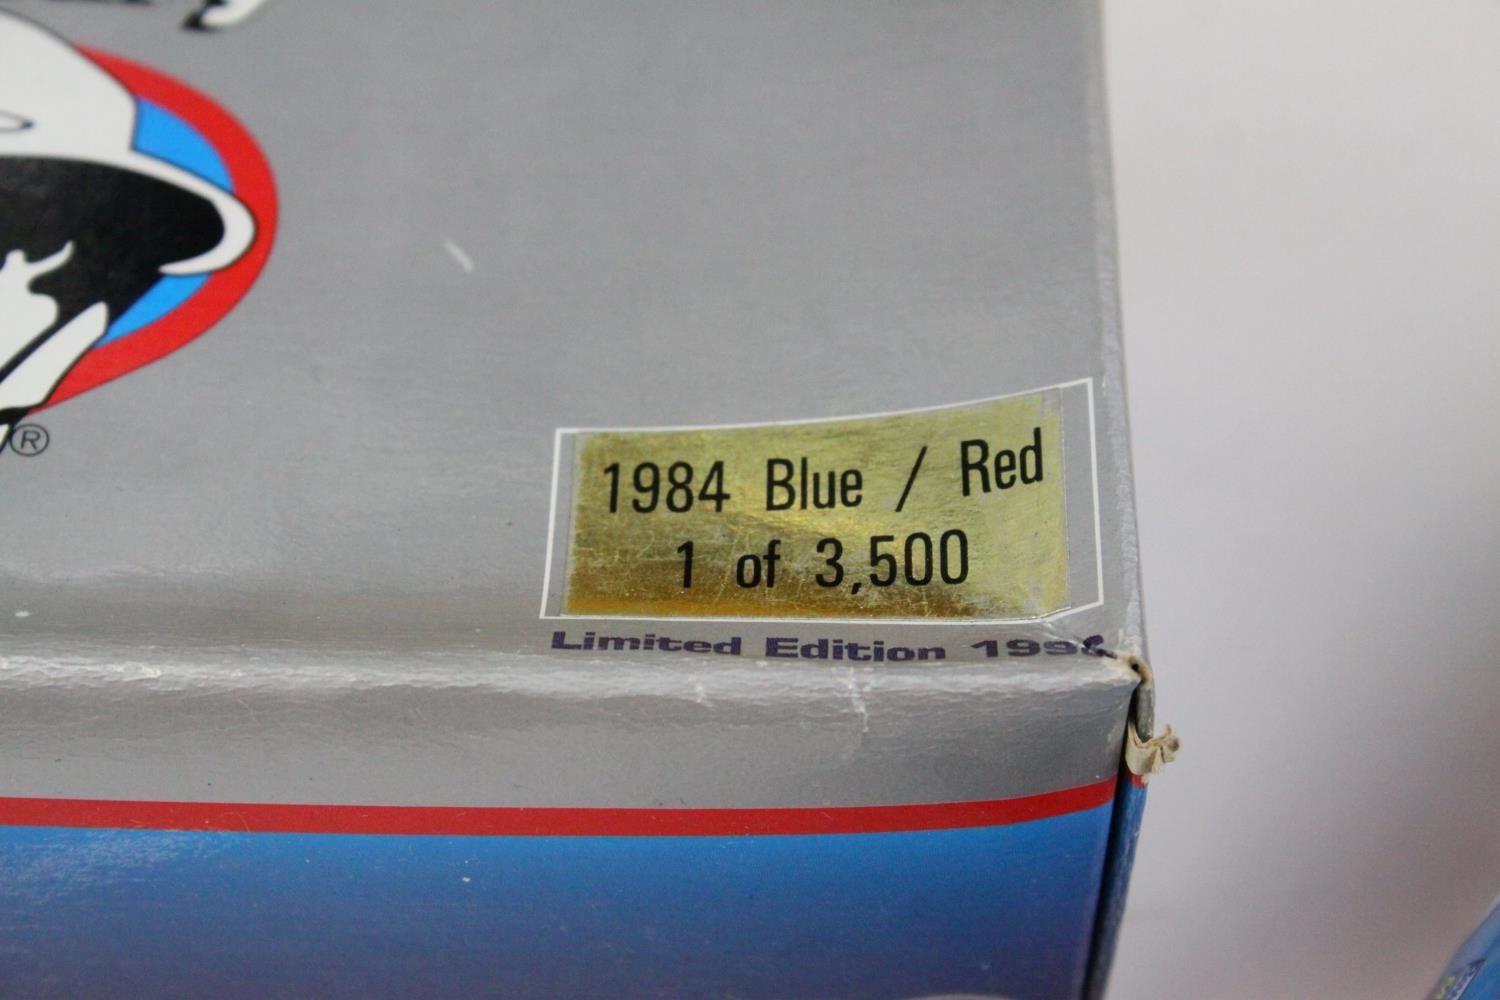 ®
1984 Blue / Red
1 of 3,500
Limited Edition